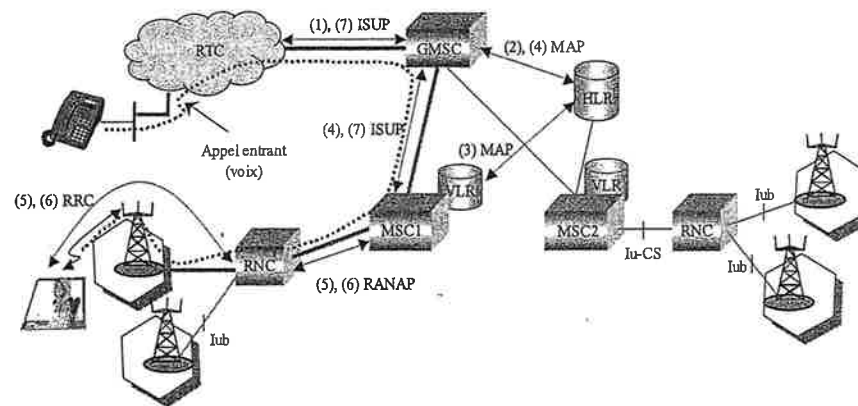 (1), (7) ISUP
RTC
GMSC
(2), (4) MAP
HLR
(4), (7) ISUP
Appel entrant
(voix)
(3) MAP
VLR
VLR
(5), (6) RRC
MSC1
MSC2
RNC
Iub
RNC
Iu-CS
Iub
(5), (6) RANAP
Iub